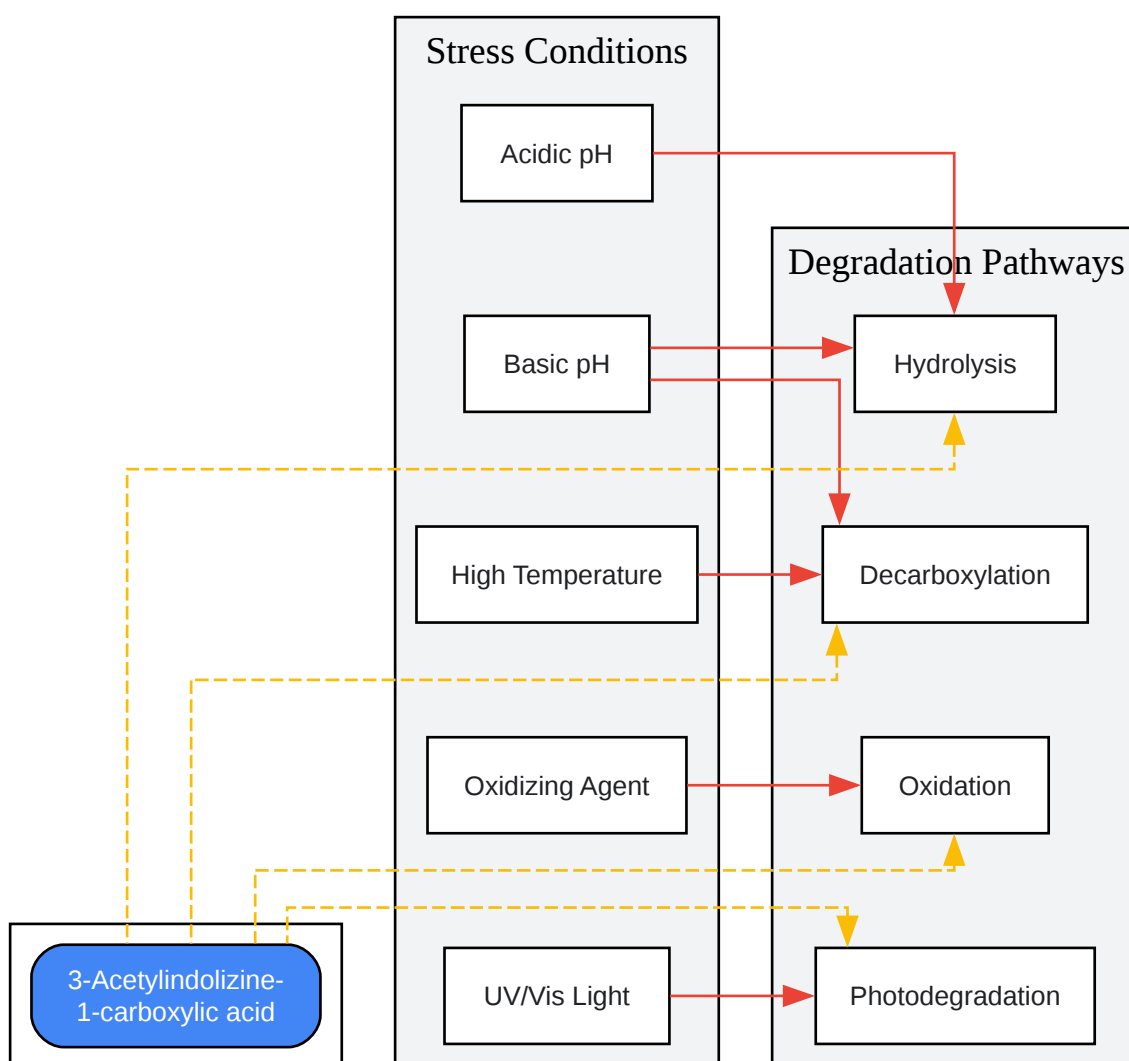 Stress Conditions
Acidic pH
Degradation Pathways
Basic pH
Hydrolysis
High Temperature
Decarboxylation
Oxidizing Agent
Oxidation
3-Acetylindolizine-
1-carboxylic acid
UV/Vis Light
Photodegradation